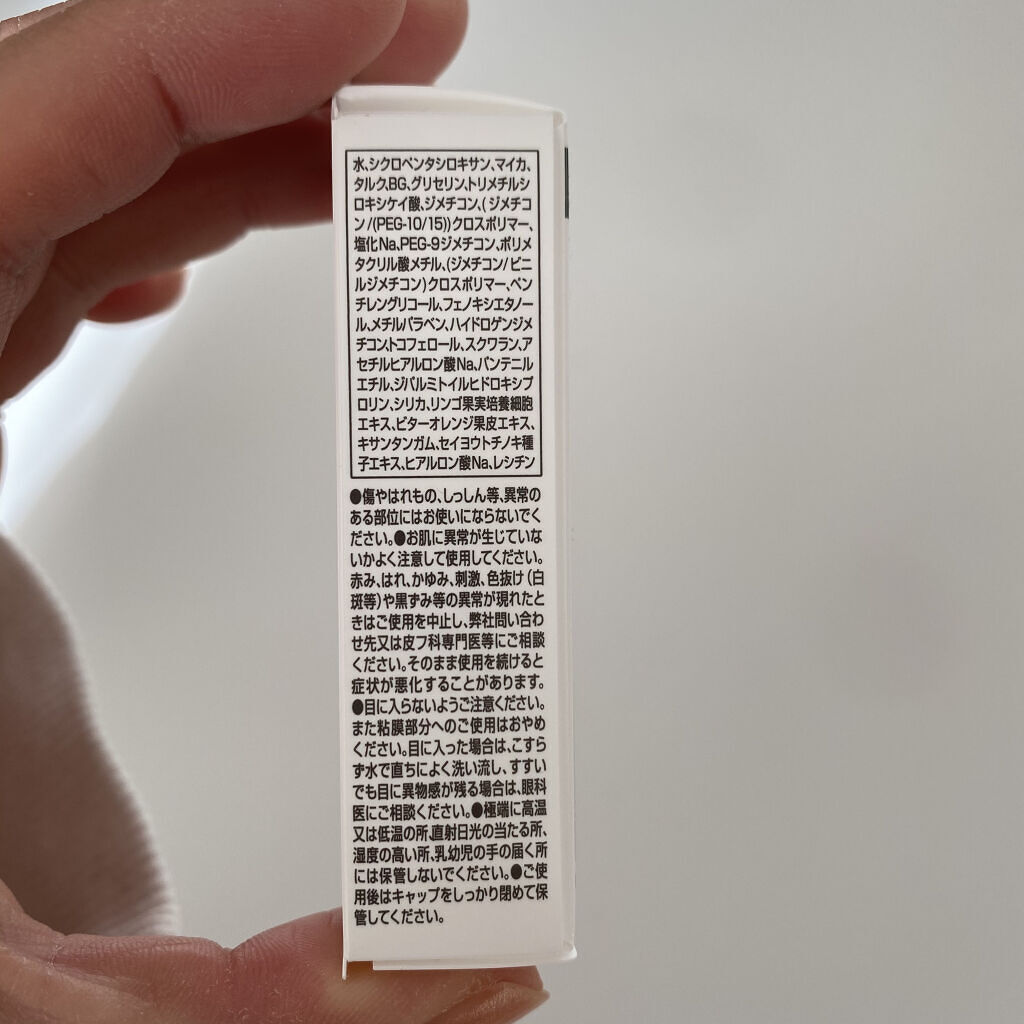 水、シクロペンタシロキサン、マイカ、
タルク、BG、グリセリン、トリメチルシ
ロキシケイ酸、ジメチコン、(ジメチコ
ン/(PEG-10/15))クロスポリマー、
塩化Na、PEG-9ジメチコン、ポリメ
タクリル酸メチル、(ジメチコン/ビニ
ルジメチコン)クロスポリマー、ペン
チレングリコール、フェノキシエタノー
ル、メチルパラベン、ハイドロゲンジメ
チコン、トコフェロール、スクワラン、ア
セチルヒアルロン酸Na、パンテニル
エチル、ジパルミトイルヒドロキシプ
ロリン、シリカ、リンゴ果実培養細胞
エキス、ビターオレンジ果皮エキス、
キサンタンガム、セイヨウトチノキ種
子エキス、ヒアルロン酸Na、レシチン
●傷やはれもの、しっしん等、異常の
ある部位にはお使いにならないでく
ださい。●お肌に異常が生じていな
いかよく注意して使用してください。
赤み、はれ、かゆみ、刺激、色抜け(白
斑等)や黒ずみ等の異常が現れたと
きはご使用を中止し、弊社問い合わ
せ先又は皮フ科専門医等にご相談
ください。そのまま使用を続けると
症状が悪化することがあります。
●目に入らないようご注意ください。
また粘膜部分へのご使用はおやめ
ください。目に入った場合は、こすら
ず水で直ちによく洗い流し、すすい
でも目に異物感が残る場合は、眼科
医にご相談ください。●極端に高温
又は低温の所、直射日光の当たる所、
湿度の高い所、乳幼児の手の届く所
には保管しないでください。●ご使
用後はキャップをしっかり閉めて保
管してください。